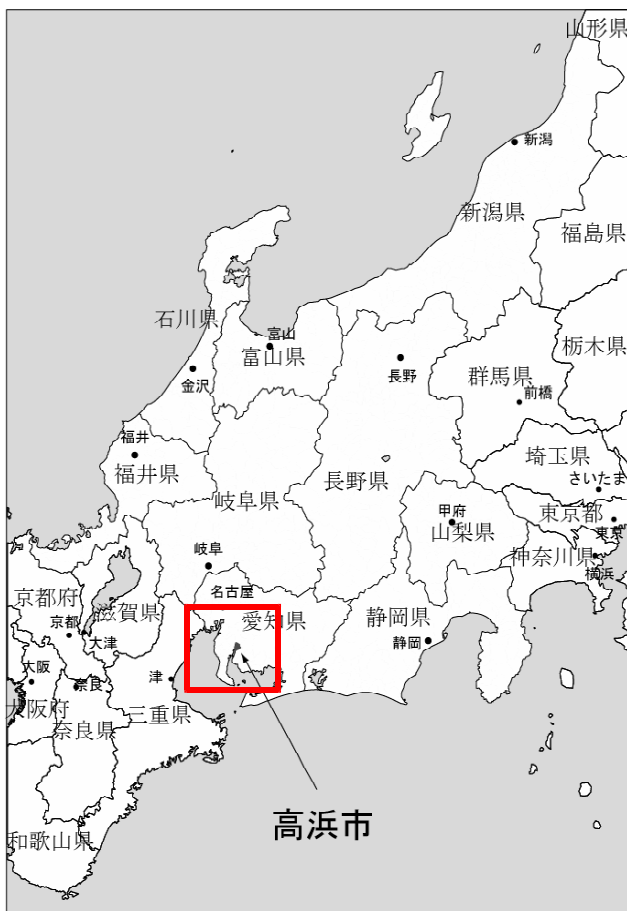 山形県
新潟
新潟県
福島県
石川県
富山
富山県
栃木県
長野
群馬県
金沢
前橋
福井
福井県
埼玉県
さいたま
長野県
岐阜県
甲府
山梨県
東京都
東京
神奈川県
横浜
岐阜
京都府
名古屋
滋賀県
愛知県
静岡県
京都
大津
静岡
大阪
奈良
津
大阪府
三重県
奈良県
高浜市
和歌山県